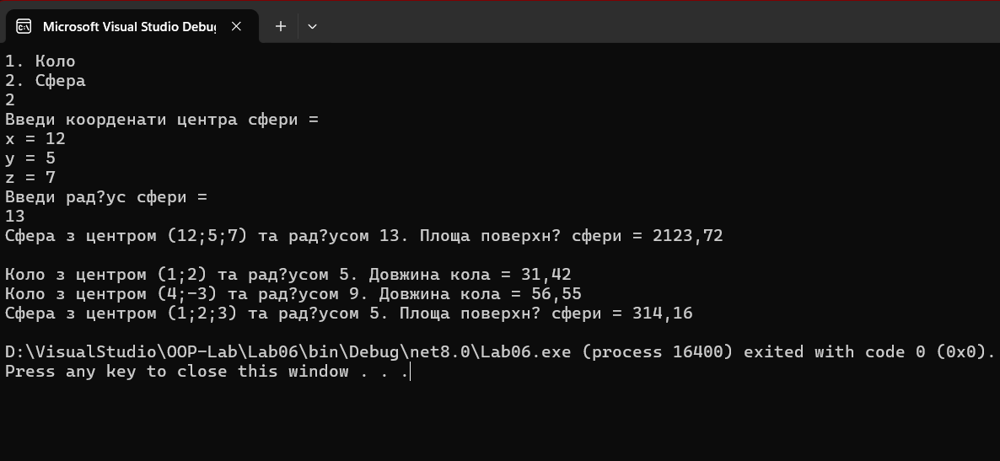 Microsoft Visual Studio Debu
1. Коло
2. Сфера
2
Введи коорденати центра сфери =
x = 12
y = 5
z = 7
Введи рад?ус сфери =
13
Сфера з центром (12;5;7) та рад?усом 13. Площа поверхн? сфери = 2123,72
Коло з центром (1;2) та рад?усом 5. Довжина кола = 31,42
Коло з центром (4;-3) та рад?усом 9. Довжина кола = 56,55
Сфера з центром (1;2;3) та рад?усом 5. Площа поверхн? сфери = 314,16
D:\VisualStudio\OOP-Lab\Lab06\bin\Debug\net8.0\Lab06.exe (process 16400) exited with code 0 (0x0).
Press any key to close this window . . .